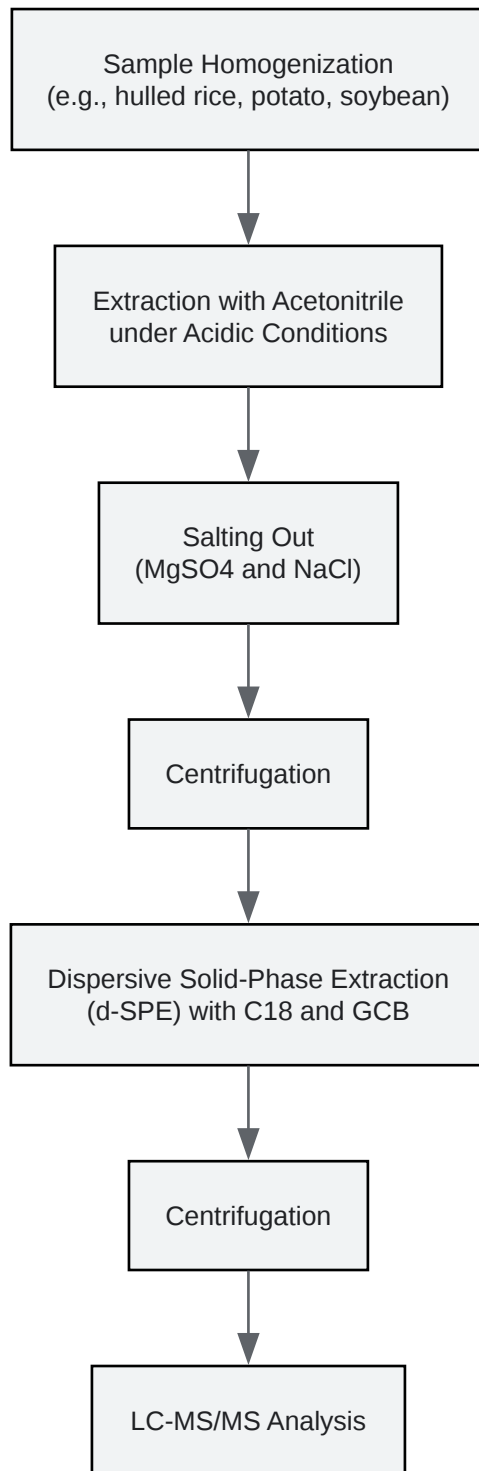 Sample Homogenization
(e.g., hulled rice, potato, soybean)
Extraction with Acetonitrile
under Acidic Conditions
Salting Out
(MgSO4 and NaCl)
Centrifugation
Dispersive Solid-Phase Extraction
(d-SPE) with C18 and GCB
Centrifugation
LC-MS/MS Analysis